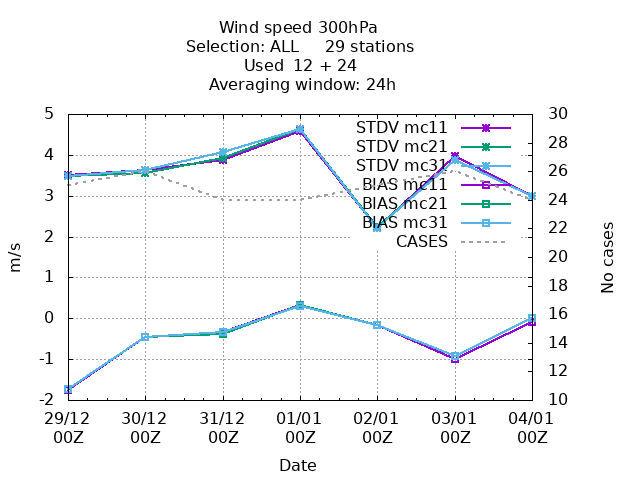 Wind speed 300hPa
Selection: ALL 29 stations
Used 12 + 24
Averaging window: 24h
5
4
3
2
1
0
-1
-2
m/s
30
28
26
24
22
20
18
16
14
12
10
No cases
STDV mc11
STDV mc21
STDV mc31
BIAS mc11
BIAS mc21
BIAS mc31
CASES
29/12 30/12 31/12 01/01 02/01 03/01 04/01
00Z 00Z 00Z 00Z 00Z 00Z 00Z
Date